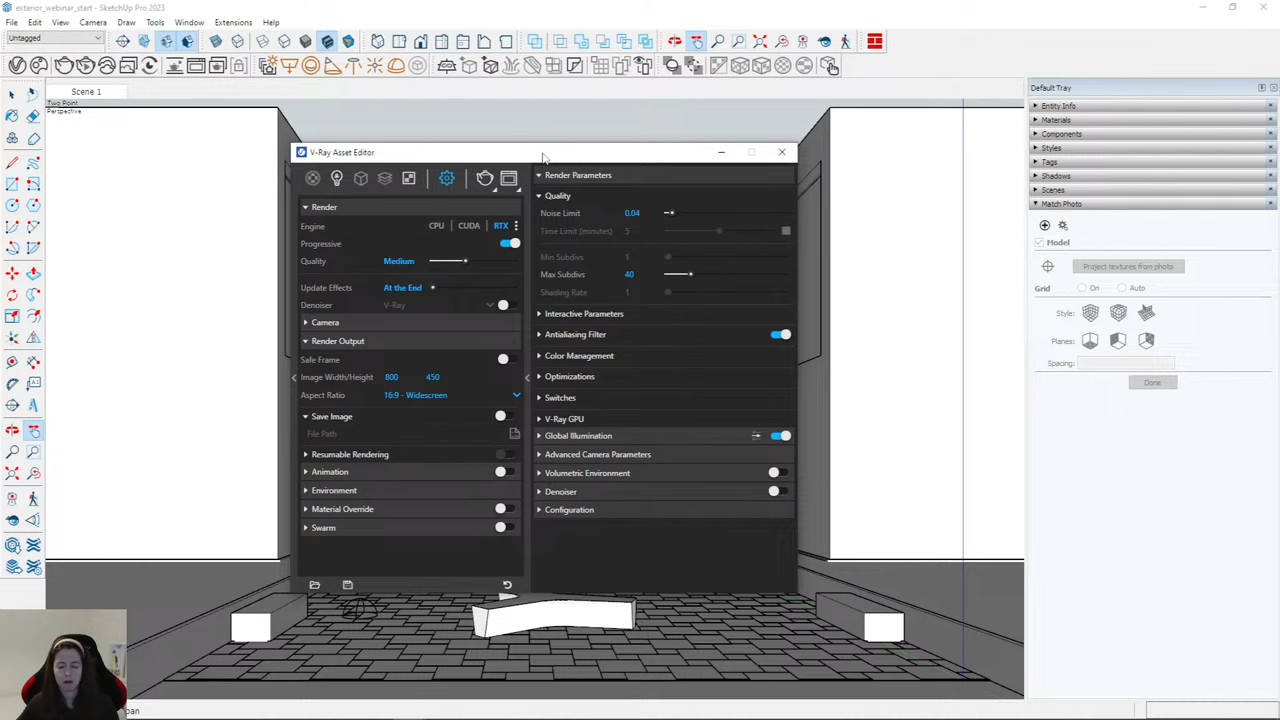 exterior_webinar_start - SketchUp Pro 2023
File Edit View Camera Draw Tools Window Extensions Help
Untagged
Scene 1
Two Point
Perspective
V-Ray Asset Editor
Render
Engine CPU CUDA RTX
Progressive
Quality Medium
Update Effects At the End
Denoiser V-Ray
Camera
Render Output
Safe Frame
Image Width/Height 800 450
Aspect Ratio 16:9 - Widescreen
Save Image
File Path
Resumable Rendering
Animation
Environment
Material Override
Swarm
Render Parameters
Quality
Noise Limit 0.04
Time Limit (minutes) 5
Min Subdivs 1
Max Subdivs 40
Shading Rate 1
Interactive Parameters
Antialiasing Filter
Color Management
Optimizations
Switches
V-Ray GPU
Global Illumination
Advanced Camera Parameters
Volumetric Environment
Denoiser
Configuration
Default Tray
Entity Info
Materials
Components
Styles
Tags
Shadows
Scenes
Match Photo
Model
Project textures from photo
Grid On Auto
Style:
Planes:
Spacing:
Done
pan